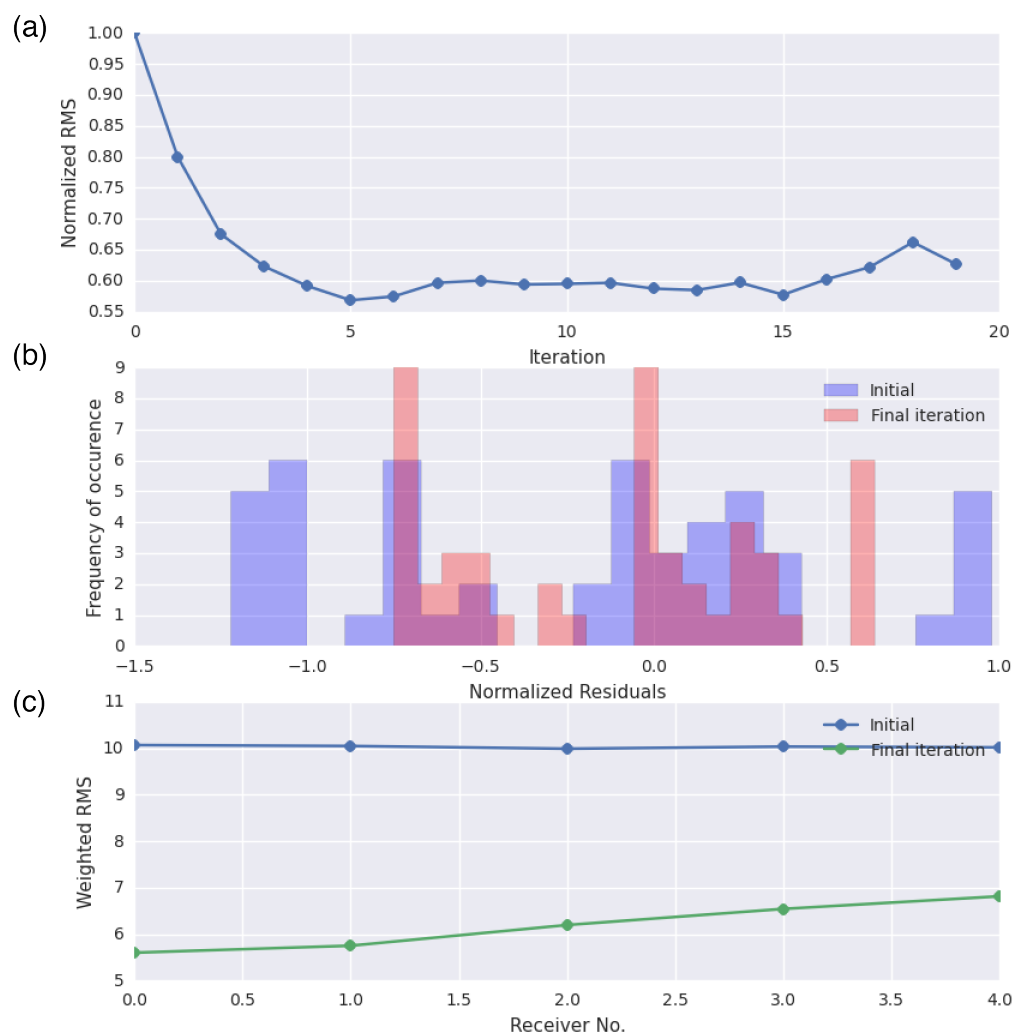 (a)
1.00
0.95
0.90
0.85
0.80
0.75
0.70
0.65
0.60
0.55
Normalized RMS
0 5 10 15 20
Iteration
(b)
9
8
7
6
5
4
3
2
1
0
Frequency of occurence
Initial
Final iteration
−1.5 −1.0 −0.5 0.0 0.5 1.0
Normalized Residuals
(c)
11
10
9
8
7
6
5
Weighted RMS
Initial
Final iteration
0.0 0.5 1.0 1.5 2.0 2.5 3.0 3.5 4.0
Receiver No.